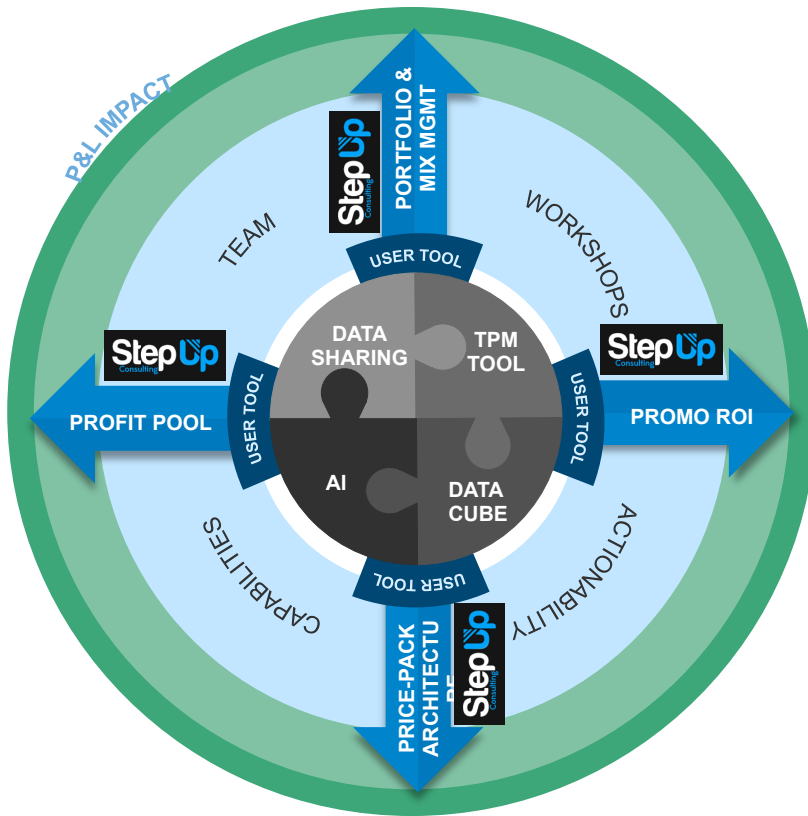 P&L IMPACT
PORTFOLIO &
MIX MGMT
StepUp
Consulting
TEAM
WORKSHOPS
USER TOOL
StepUp
Consulting
StepUp
Consulting
DATA
SHARING
TPM
TOOL
USER TOOL
USER TOOL
PROFIT POOL
PROMO ROI
AI
DATA
CUBE
CAPABILITIES
ACTIONABILITY
USER TOOL
PRICE-PACK
ARCHITECTU
RE
StepUp
Consulting